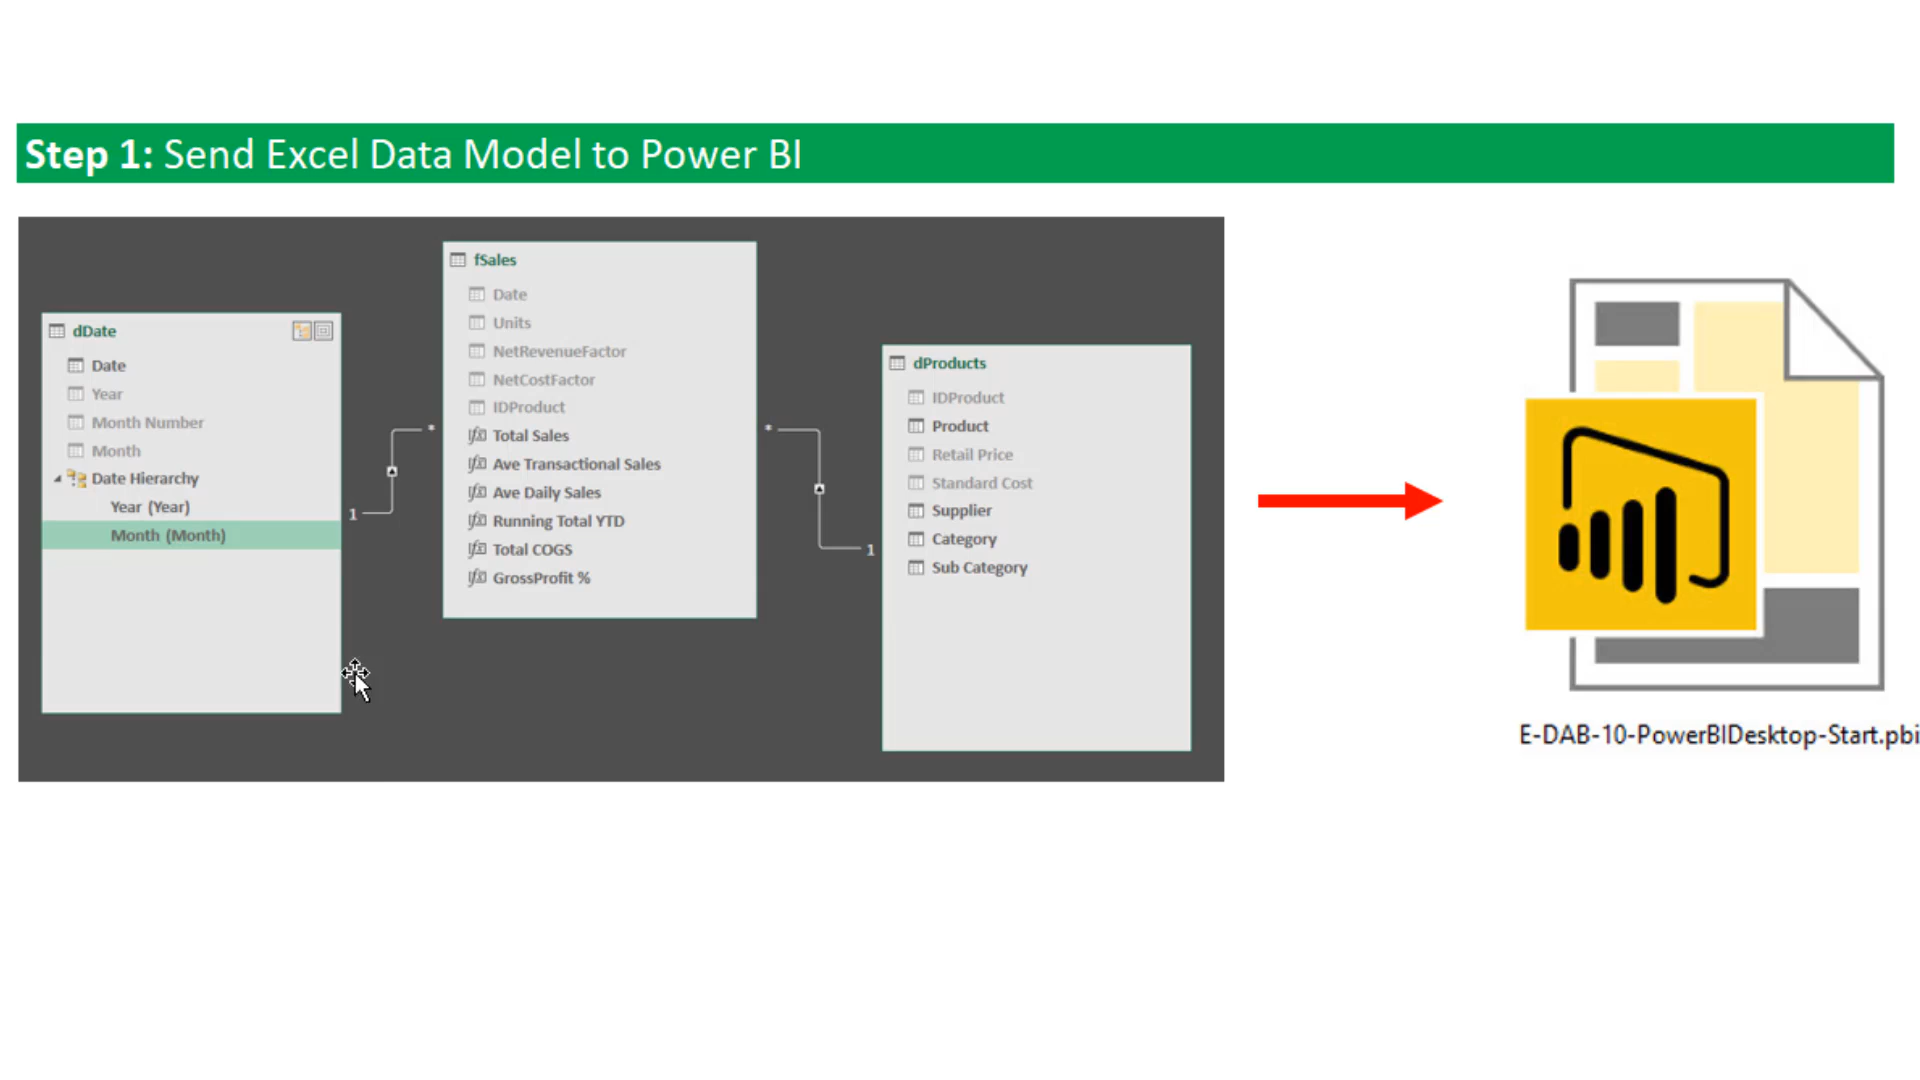 Step 1: Send Excel Data Model to Power BI
dDate
Date
Year
Month Number
Month
Date Hierarchy
Year (Year)
Month (Month)
1
*
fSales
Date
Units
NetRevenueFactor
NetCostFactor
IDProduct
Total Sales
Ave Transactional Sales
Ave Daily Sales
Running Total YTD
Total COGS
GrossProfit %
*
1
dProducts
IDProduct
Product
Retail Price
Standard Cost
Supplier
Category
Sub Category
E-DAB-10-PowerBIDesktop-Start.pbi